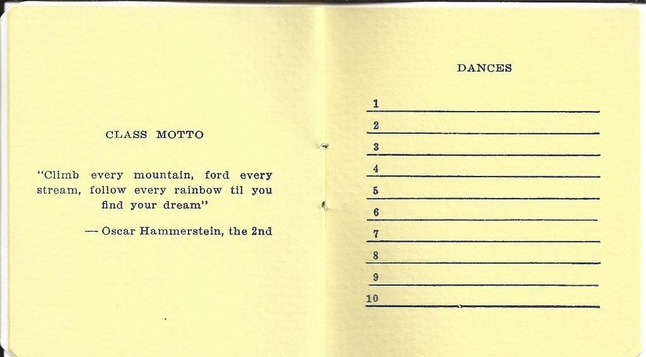 CLASS MOTTO
"Climb every mountain, ford every
stream, follow every rainbow til you
find your dream"
— Oscar Hammerstein, the 2nd
DANCES
1
2
3
4
5
6
7
8
9
10